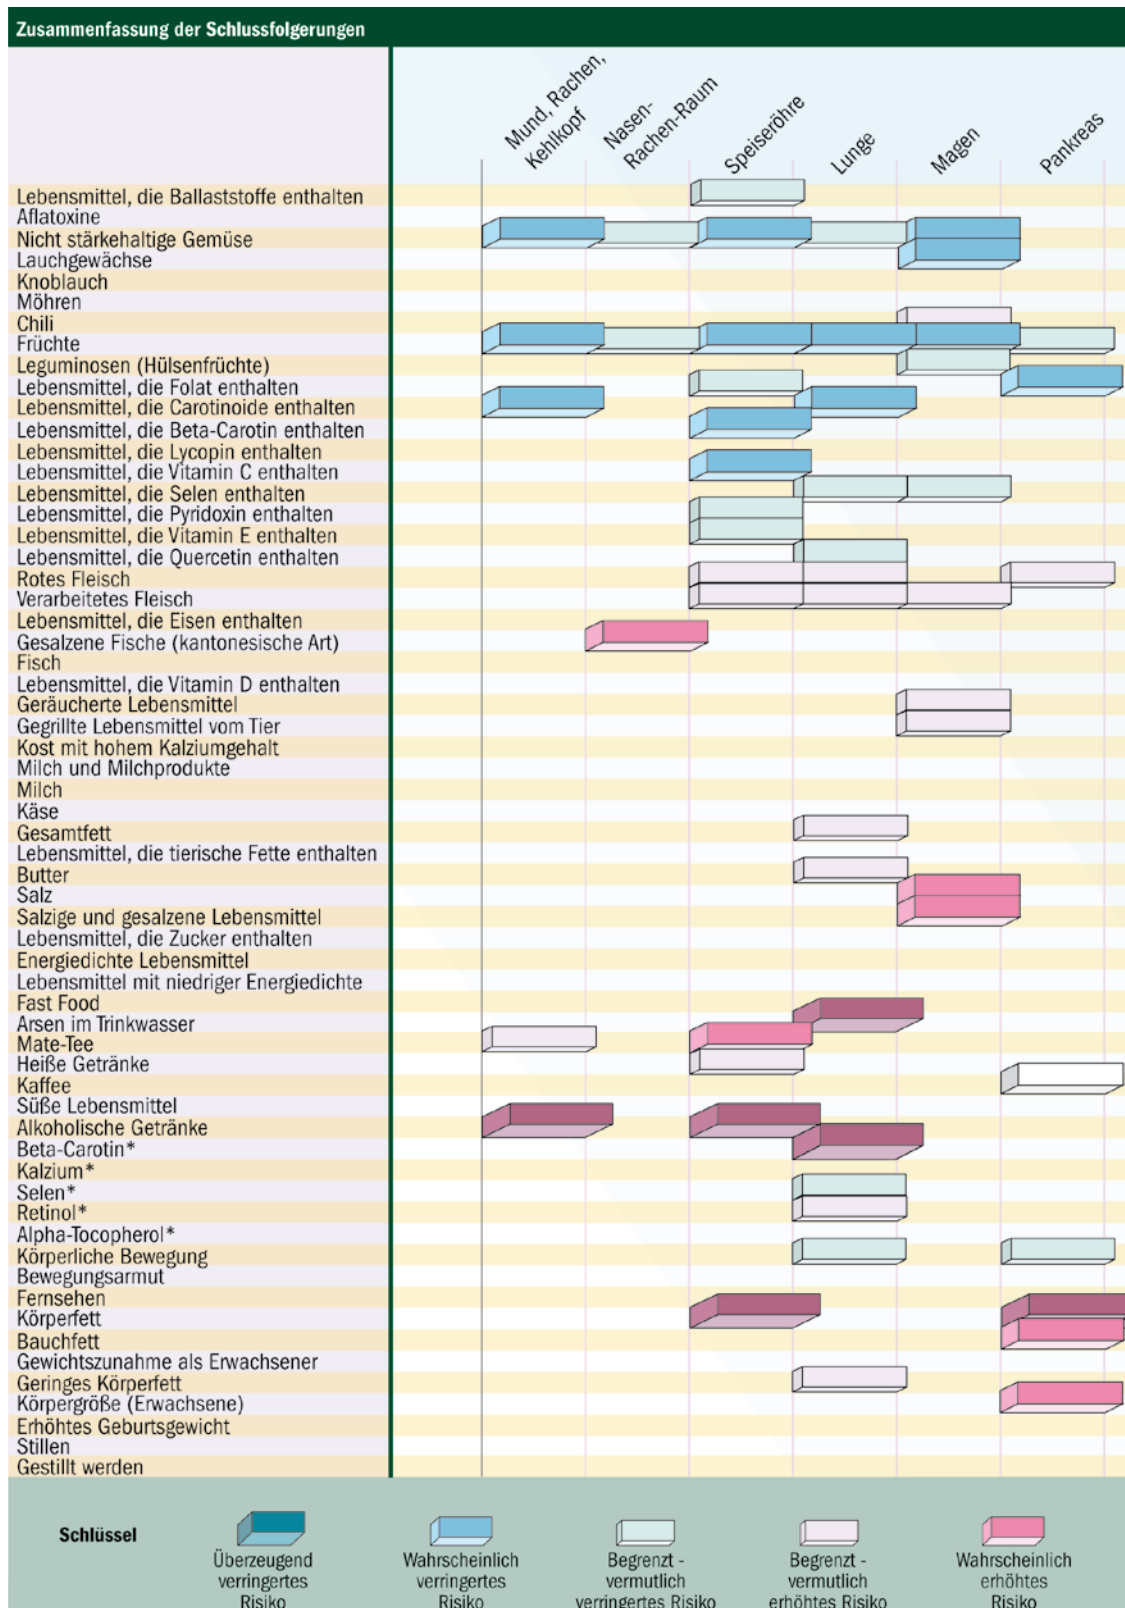 Zusammenfassung der Schlussfolgerungen
Mund, Rachen,
Kehlkopf
Nasen-
Rachen-Raum
Speiseröhre
Lunge
Magen
Pankreas
Lebensmittel, die Ballaststoffe enthalten
Aflatoxine
Nicht stärkehaltige Gemüse
Lauchgewächse
Knoblauch
Möhren
Chili
Früchte
Leguminosen (Hülsenfrüchte)
Lebensmittel, die Folat enthalten
Lebensmittel, die Carotinoide enthalten
Lebensmittel, die Beta-Carotin enthalten
Lebensmittel, die Lycopin enthalten
Lebensmittel, die Vitamin C enthalten
Lebensmittel, die Selen enthalten
Lebensmittel, die Pyridoxin enthalten
Lebensmittel, die Vitamin E enthalten
Lebensmittel, die Quercetin enthalten
Rotes Fleisch
Verarbeitetes Fleisch
Lebensmittel, die Eisen enthalten
Gesalzene Fische (kantonesische Art)
Fisch
Lebensmittel, die Vitamin D enthalten
Geräucherte Lebensmittel
Gegrillte Lebensmittel vom Tier
Kost mit hohem Kalziumgehalt
Milch und Milchprodukte
Milch
Käse
Gesamtfett
Lebensmittel, die tierische Fette enthalten
Butter
Salz
Salzige und gesalzene Lebensmittel
Lebensmittel, die Zucker enthalten
Energiedichte Lebensmittel
Lebensmittel mit niedriger Energiedichte
Fast Food
Arsen im Trinkwasser
Mate-Tee
Heiße Getränke
Kaffee
Süße Lebensmittel
Alkoholische Getränke
Beta-Carotin*
Kalzium*
Selen*
Retinol*
Alpha-Tocopherol*
Körperliche Bewegung
Bewegungsarmut
Fernsehen
Körperfett
Bauchfett
Gewichtszunahme als Erwachsener
Geringes Körperfett
Körpergröße (Erwachsene)
Erhöhtes Geburtsgewicht
Stillen
Gestillt werden
Schlüssel
Überzeugend
verringertes
Risiko
Wahrscheinlich
verringertes
Risiko
Begrenzt -
vermutlich
verringertes Risiko
Begrenzt -
vermutlich
erhöhtes Risiko
Wahrscheinlich
erhöhtes
Risiko